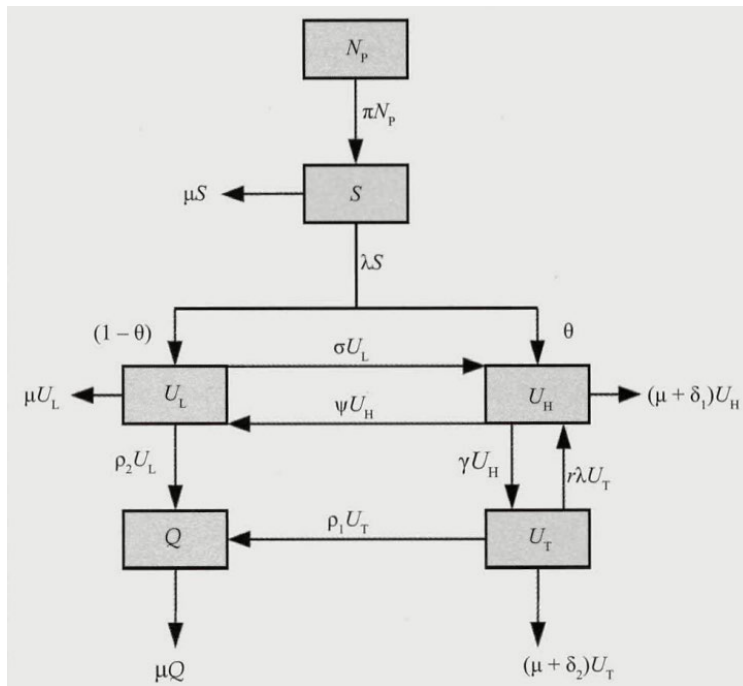 N_P
πN_P
S
μS
λS
(1 – θ)
θ
σU_L
μU_L
U_L
U_H
(μ + δ_1)U_H
ψU_H
ρ_2U_L
γU_H
rλU_T
Q
ρ_1U_T
U_T
μQ
(μ + δ_2)U_T